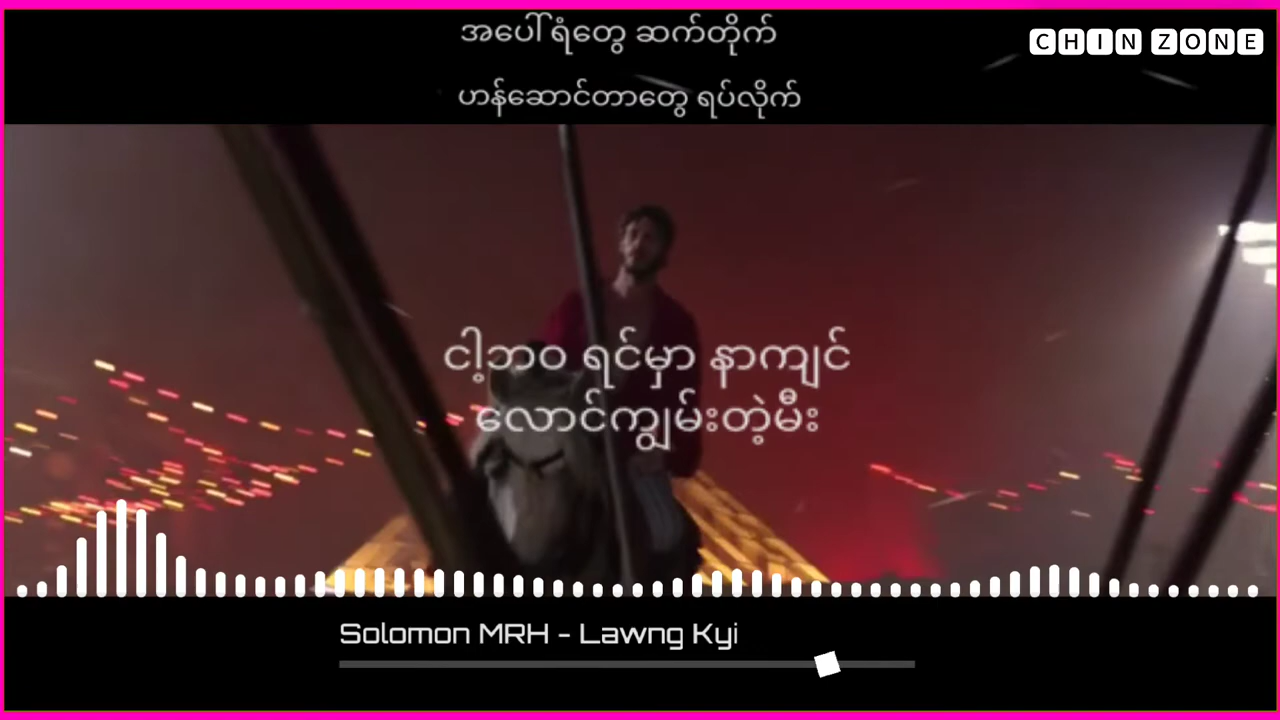 အပေါ်ရံတွေ ဆက်တိုက်
CHIN ZONE
ဟန်ဆောင်တာတွေ ရပ်လိုက်
ငါ့ဘဝ ရင်မှာ နာကျင်
လောင်ကျွမ်းတဲ့မီး
Solomon MRH - Lawng Kyi